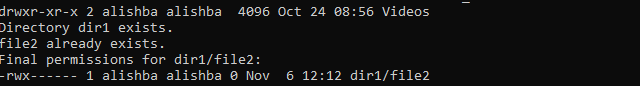 drwxr-xr-x 2 alishba alishba  4096 Oct 24 08:56 Videos
Directory dir1 exists.
file2 already exists.
Final permissions for dir1/file2:
-rwx------ 1 alishba alishba 0 Nov  6 12:12 dir1/file2